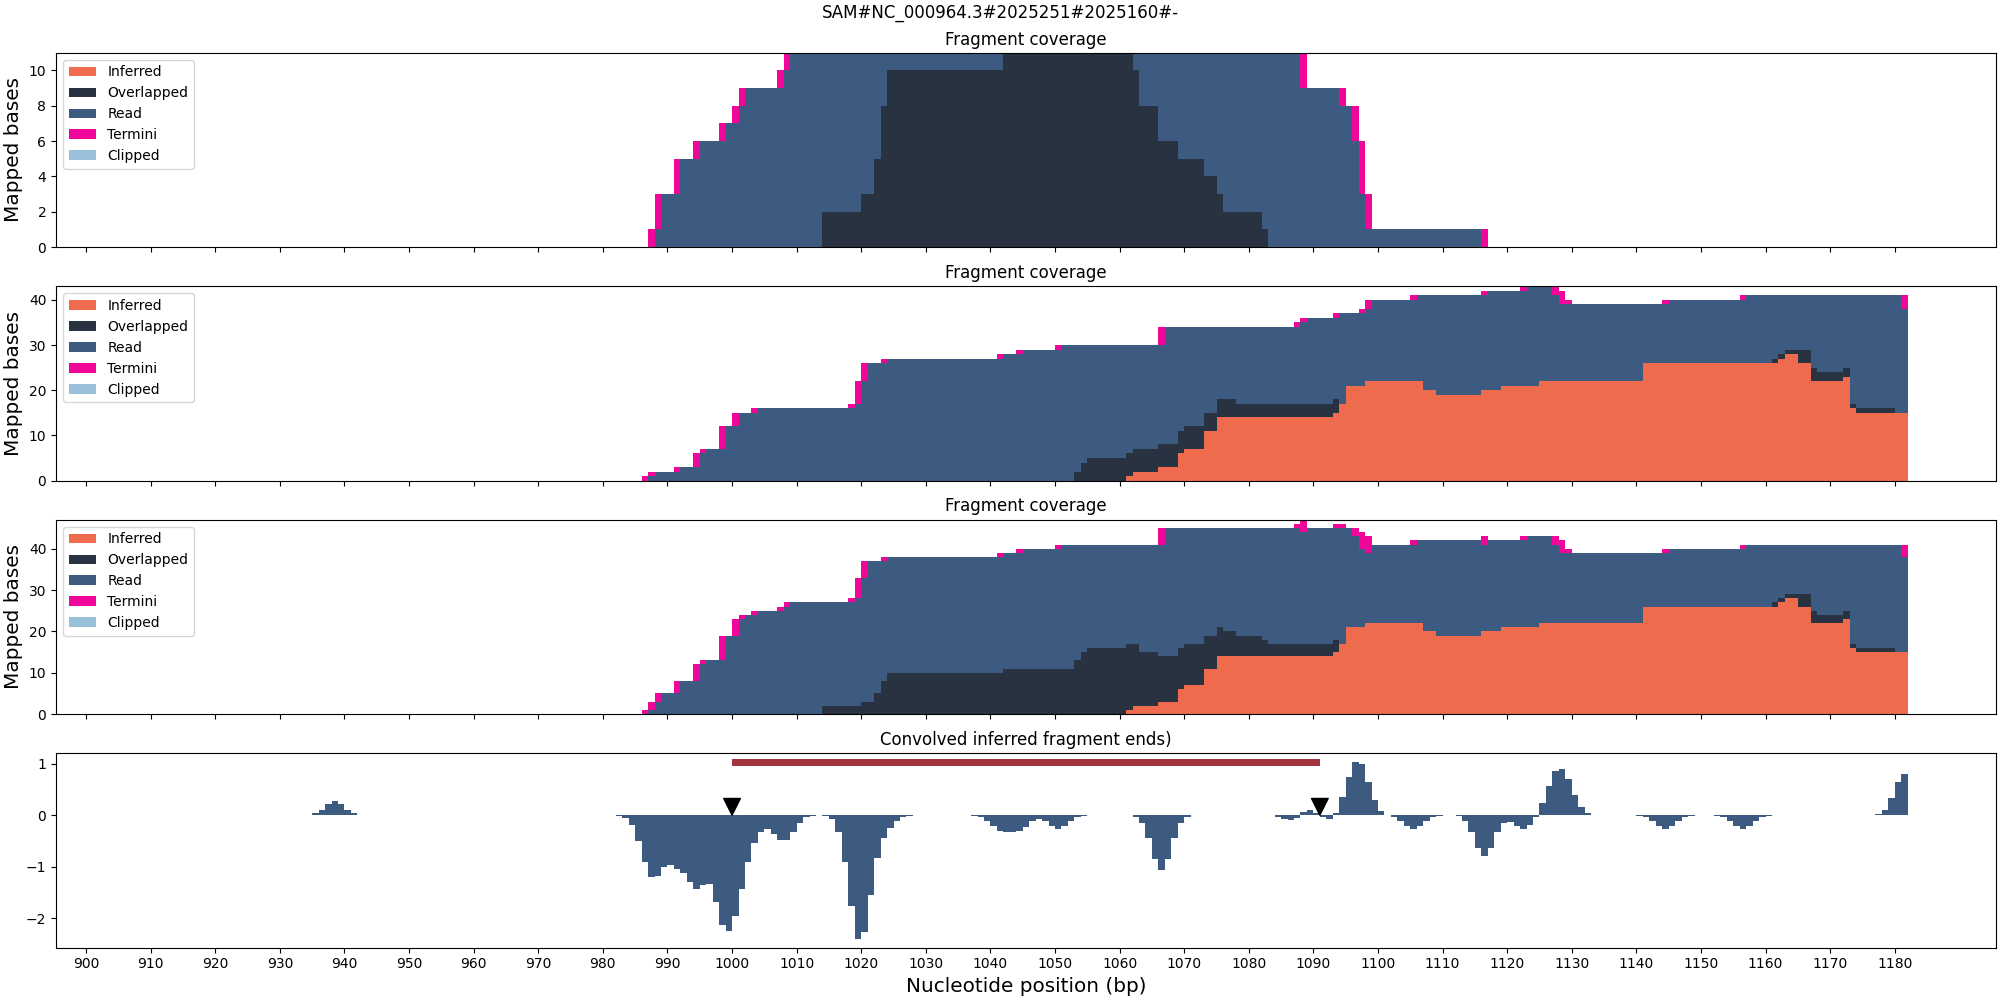 SAM#NC_000964.3#2025251#2025160#-
Fragment coverage
Mapped bases
10
8
6
4
2
0
Inferred
Overlapped
Read
Termini
Clipped
Fragment coverage
Mapped bases
40
30
20
10
0
Inferred
Overlapped
Read
Termini
Clipped
Fragment coverage
Mapped bases
40
30
20
10
0
Inferred
Overlapped
Read
Termini
Clipped
Convolved inferred fragment ends)
1
0
−1
−2
900 910 920 930 940 950 960 970 980 990 1000 1010 1020 1030 1040 1050 1060 1070 1080 1090 1100 1110 1120 1130 1140 1150 1160 1170 1180
Nucleotide position (bp)